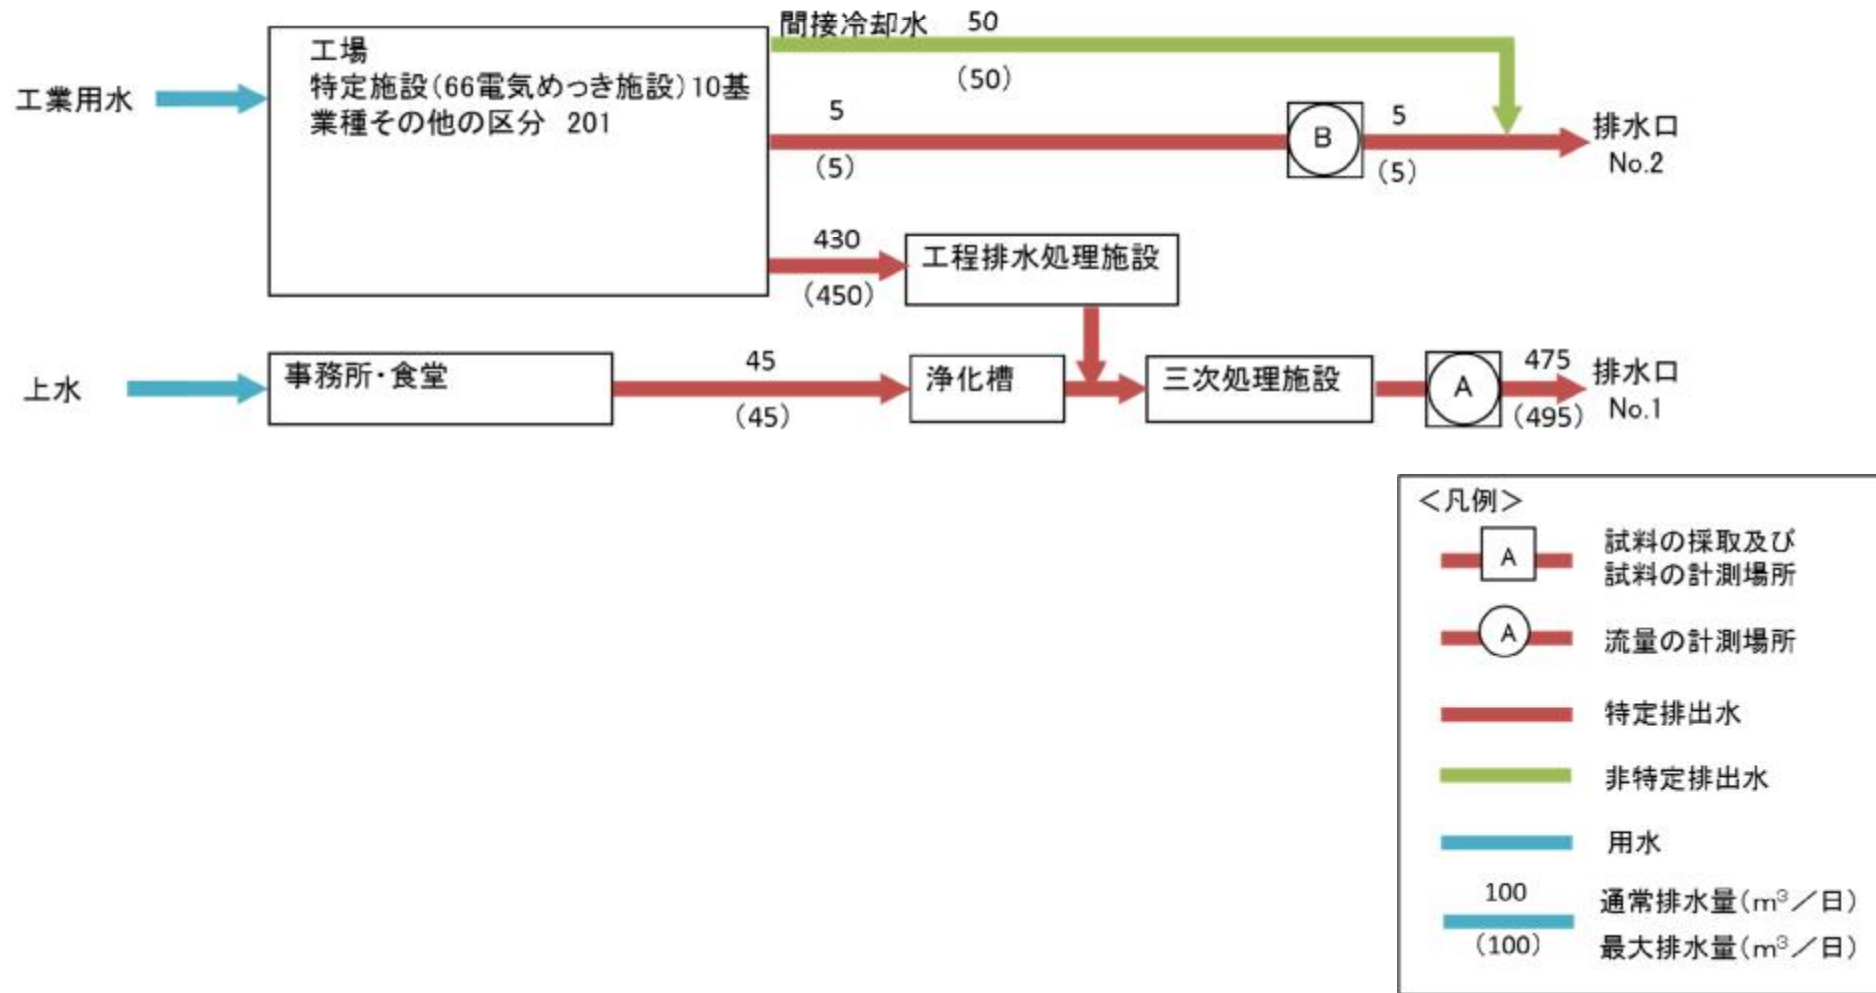 間接冷却水 50
(50)
工業用水
工場
特定施設(66電気めっき施設)10基
業種その他の区分 201
5
(5)
B
5
(5)
排水口
No.2
430
(450)
工程排水処理施設
上水
事務所・食堂
45
(45)
浄化槽
三次処理施設
A
475
(495)
排水口
No.1
<凡例>
A
試料の採取及び
試料の計測場所
A
流量の計測場所
特定排出水
非特定排出水
用水
100
通常排水量(m³/日)
(100)
最大排水量(m³/日)